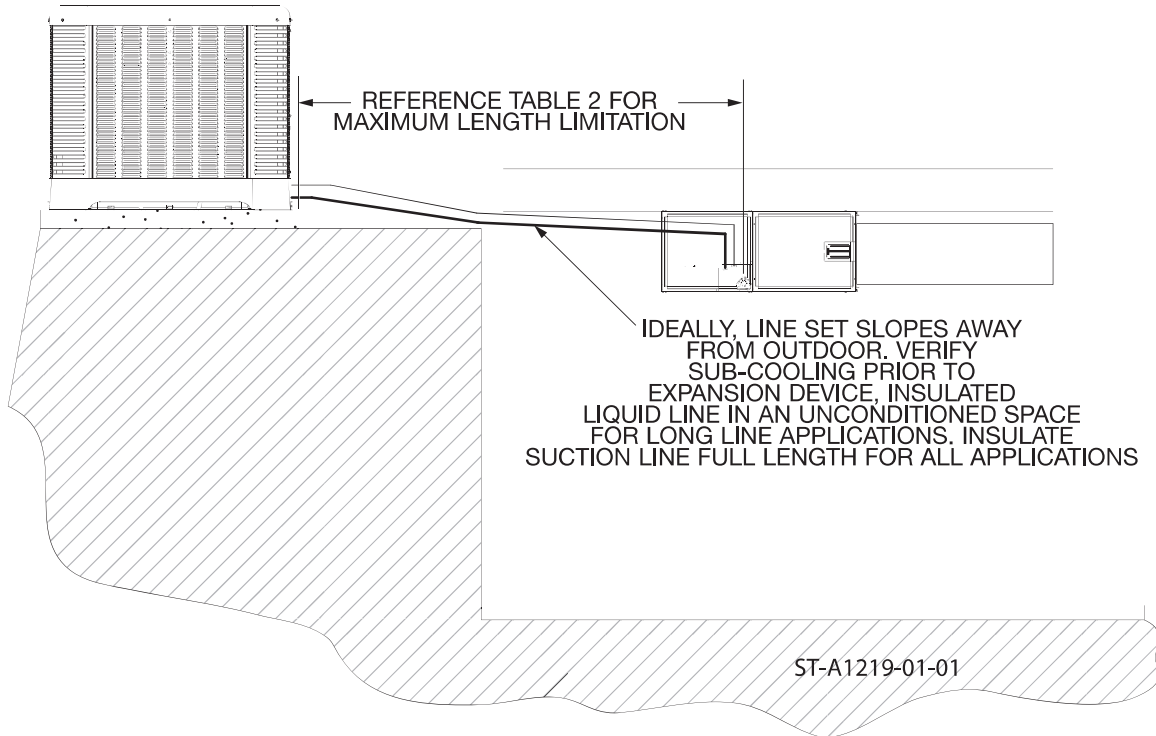 REFERENCE TABLE 2 FOR
MAXIMUM LENGTH LIMITATION
IDEALLY, LINE SET SLOPES AWAY
FROM OUTDOOR. VERIFY
SUB-COOLING PRIOR TO
EXPANSION DEVICE, INSULATED
LIQUID LINE IN AN UNCONDITIONED SPACE
FOR LONG LINE APPLICATIONS. INSULATE
SUCTION LINE FULL LENGTH FOR ALL APPLICATIONS
ST-A1219-01-01